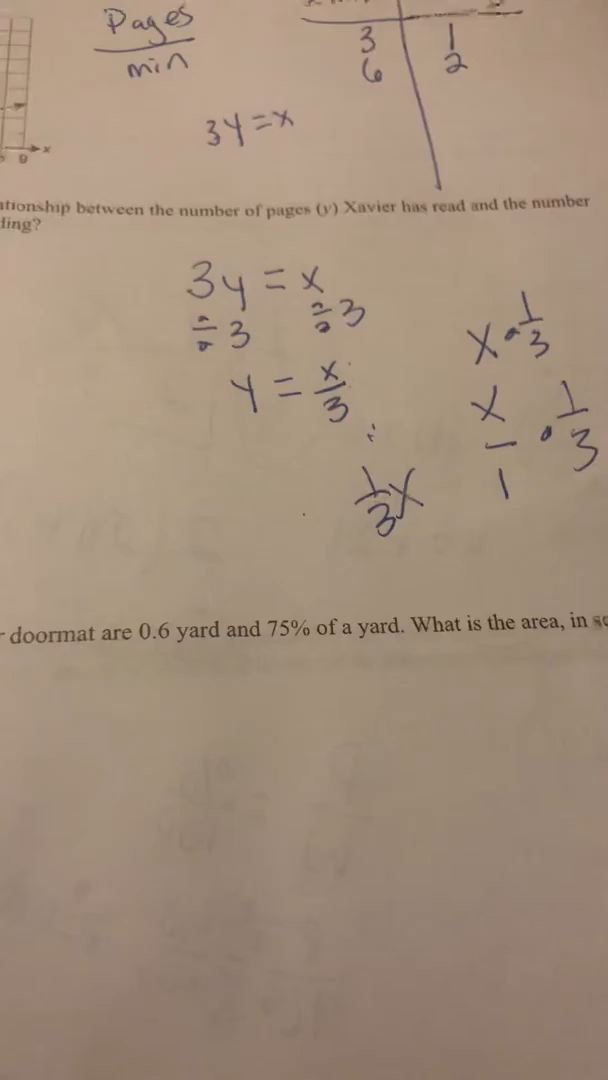 Pages
min
3 1
6 2
9 x
3y = x
ationship between the number of pages (y) Xavier has read and the number
ding?
3y = x
÷ 3 ÷ 3
y = x/3
x · 1/3
x/1 · 1/3
1/3 x
doormat are 0.6 yard and 75% of a yard. What is the area, in